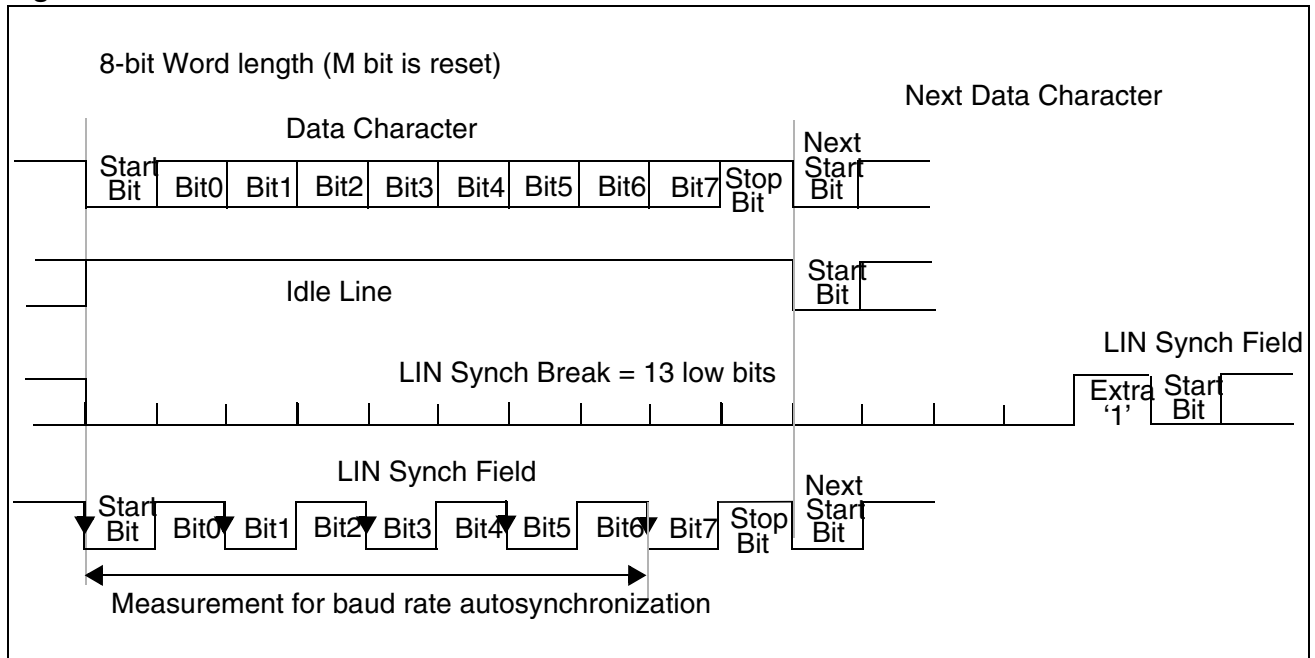 8-bit Word length (M bit is reset)
Next Data Character
Data Character
Start Bit
Bit0
Bit1
Bit2
Bit3
Bit4
Bit5
Bit6
Bit7
Stop Bit
Next Start Bit
Idle Line
Start Bit
LIN Synch Field
LIN Synch Break = 13 low bits
Extra ‘1’
Start Bit
LIN Synch Field
Start Bit
Bit0
Bit1
Bit2
Bit3
Bit4
Bit5
Bit6
Bit7
Stop Bit
Next Start Bit
Measurement for baud rate autosynchronization